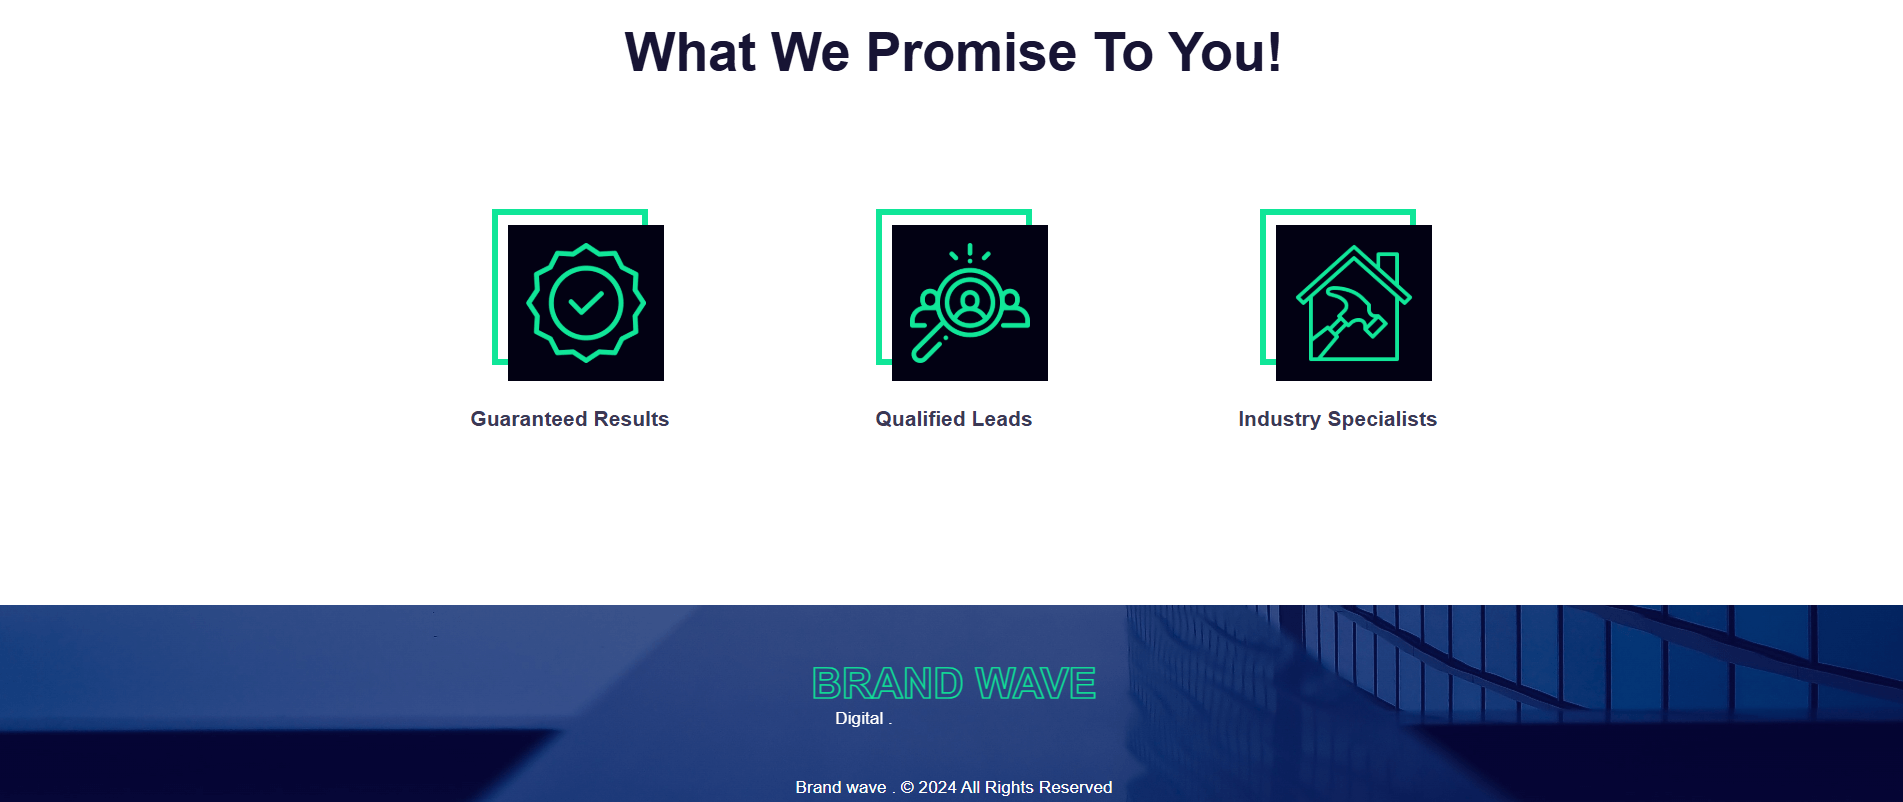 What We Promise To You!
Guaranteed Results
Qualified Leads
Industry Specialists
BRAND WAVE
Digital .
Brand wave . © 2024 All Rights Reserved